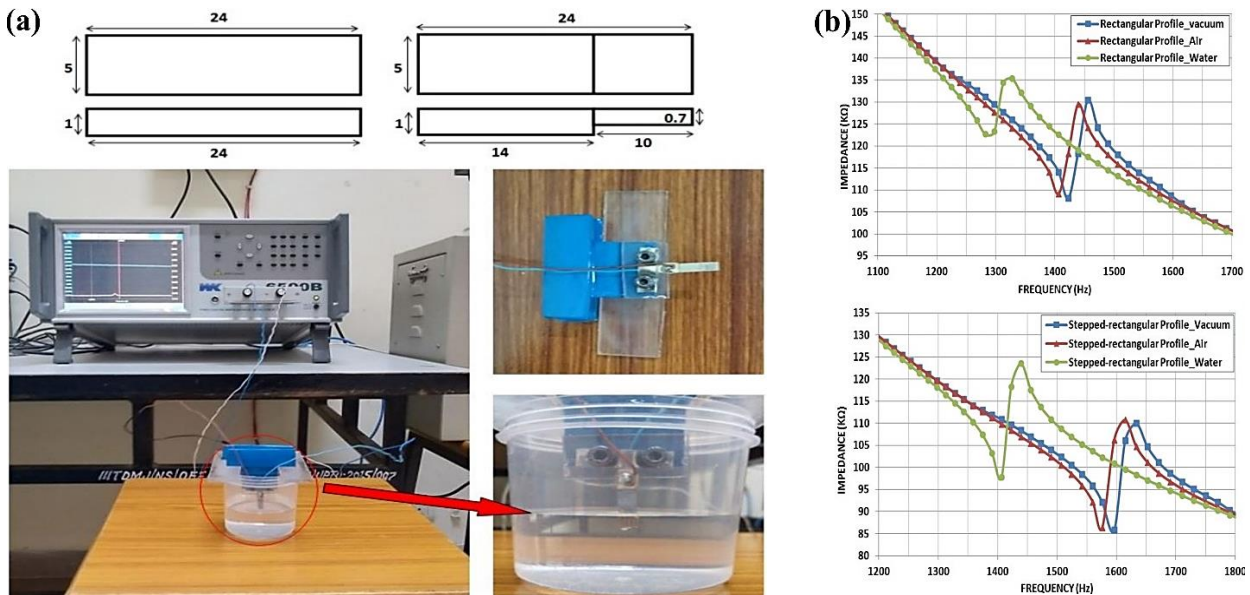 (a)
24
24
5
5
1
1
0.7
24
14
10
6500B
(b)
150
145
140
135
130
125
120
115
110
105
100
95
IMPEDANCE (KΩ)
Rectangular Profile_vacuum
Rectangular Profile_Air
Rectangular Profile_Water
1100 1200 1300 1400 1500 1600 1700
FREQUENCY (Hz)
135
130
125
120
115
110
105
100
95
90
85
80
IMPEDANCE (KΩ)
Stepped-rectangular Profile_Vacuum
Stepped-rectangular Profile_Air
Stepped-rectangular Profile_Water
1200 1300 1400 1500 1600 1700 1800
FREQUENCY (Hz)